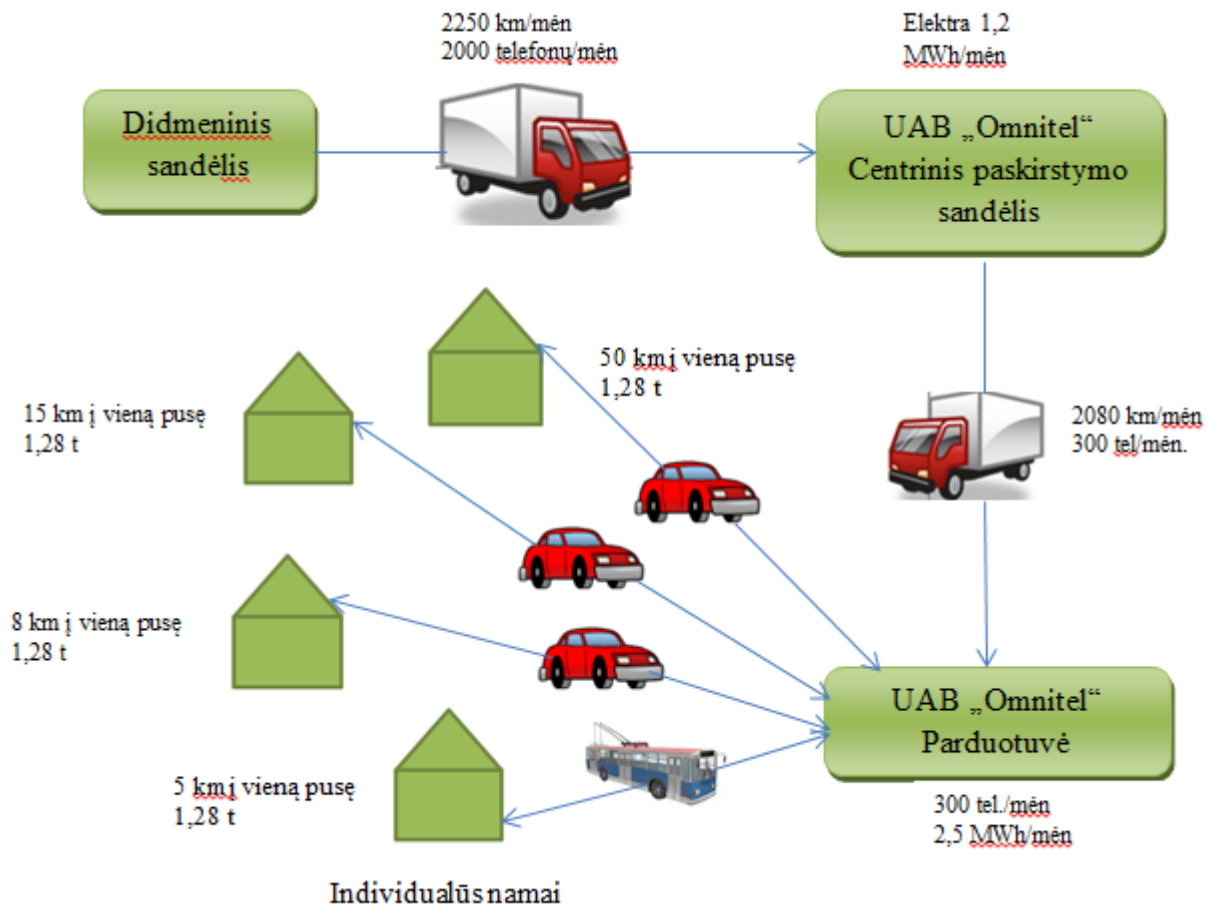 2250 km/mėn
2000 telefonų/mėn
Elektra 1,2
MWh/mėn
Didmeninis
sandėlis
UAB „Omnitel“
Centrinis paskirstymo
sandėlis
50 km į vieną pusę
1,28 t
15 km į vieną pusę
1,28 t
2080 km/mėn
300 tel/mėn.
8 km į vieną pusę
1,28 t
UAB „Omnitel“
Parduotuvė
5 km į vieną pusę
1,28 t
300 tel./mėn
2,5 MWh/mėn
Individualūs namai